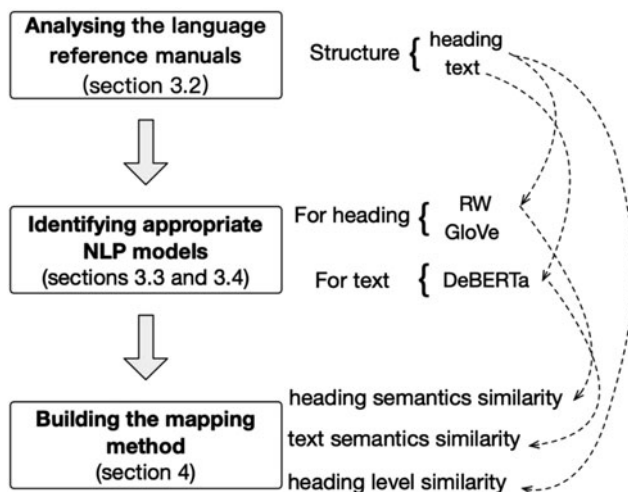 Analysing the language
reference manuals
(section 3.2)
Structure { heading
text
Identifying appropriate
NLP models
(sections 3.3 and 3.4)
For heading { RW
GloVe
For text { DeBERTa
Building the mapping
method
(section 4)
heading semantics similarity
text semantics similarity
heading level similarity